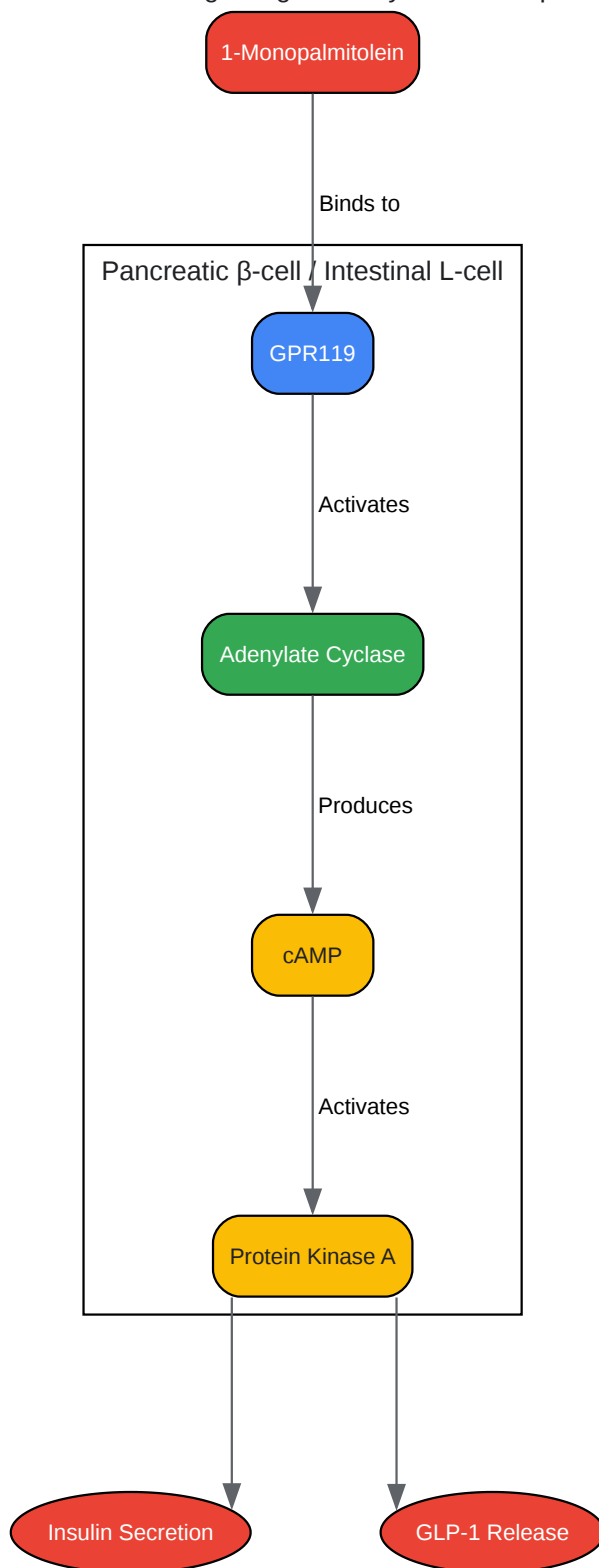 1-Monopalmitolein
Binds to
Pancreatic β-cell / Intestinal L-cell
GPR119
Activates
Adenylate Cyclase
Produces
cAMP
Activates
Protein Kinase A
Insulin Secretion
GLP-1 Release